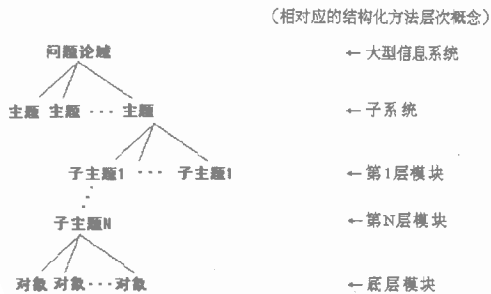 （相对应的结构化方法层次概念）
问题论域 ←大型信息系统
主题 主题 ··· 主题 ←子系统
子主题1 ··· 子主题1 ←第1层模块
子主题N ←第N层模块
对象 对象···对象 ←底层模块